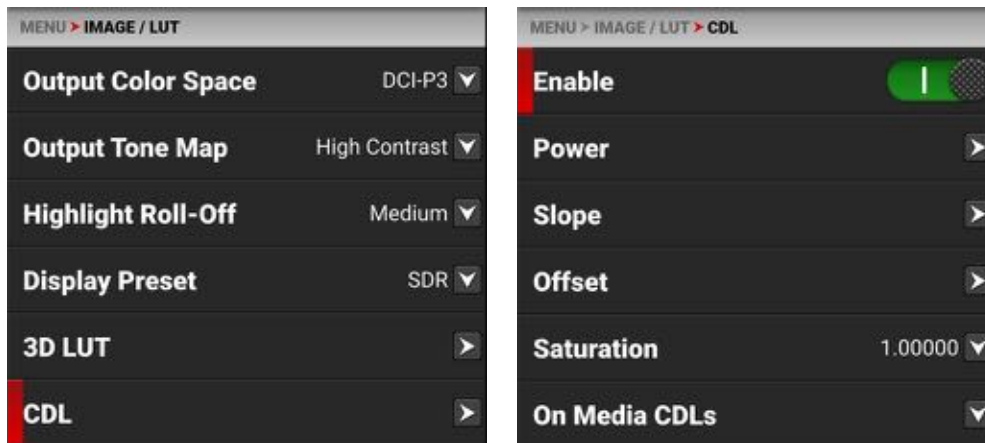 MENU > IMAGE / LUT
Output Color Space DCI-P3
Output Tone Map High Contrast
Highlight Roll-Off Medium
Display Preset SDR
3D LUT
CDL
MENU > IMAGE / LUT > CDL
Enable
Power
Slope
Offset
Saturation 1.00000
On Media CDLs